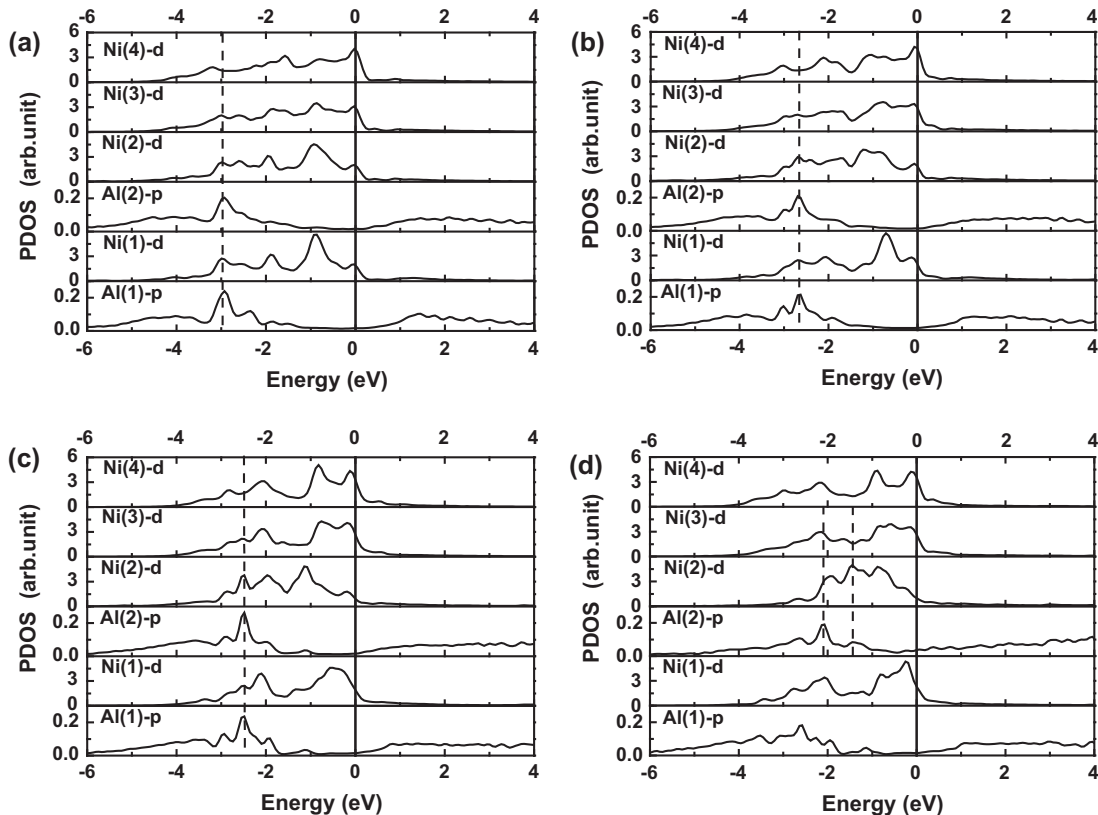 -6 -4 -2 0 2 4
(a)
6
3
0
Ni(4)-d
3
0
Ni(3)-d
3
0
Ni(2)-d
0.2
0.0
Al(2)-p
3
0
Ni(1)-d
0.2
0.0
Al(1)-p
PDOS (arb.unit)
-6 -4 -2 0 2 4
Energy (eV)
-6 -4 -2 0 2 4
(b)
6
3
0
Ni(4)-d
3
0
Ni(3)-d
3
0
Ni(2)-d
0.2
0.0
Al(2)-p
3
0
Ni(1)-d
0.2
0.0
Al(1)-p
PDOS (arb.unit)
-6 -4 -2 0 2 4
Energy (eV)
-6 -4 -2 0 2 4
(c)
6
3
0
Ni(4)-d
3
0
Ni(3)-d
3
0
Ni(2)-d
0.2
0.0
Al(2)-p
3
0
Ni(1)-d
0.2
0.0
Al(1)-p
PDOS (arb.unit)
-6 -4 -2 0 2 4
Energy (eV)
-6 -4 -2 0 2 4
(d)
6
3
0
Ni(4)-d
3
0
Ni(3)-d
3
0
Ni(2)-d
0.2
0.0
Al(2)-p
3
0
Ni(1)-d
0.2
0.0
Al(1)-p
PDOS (arb.unit)
-6 -4 -2 0 2 4
Energy (eV)